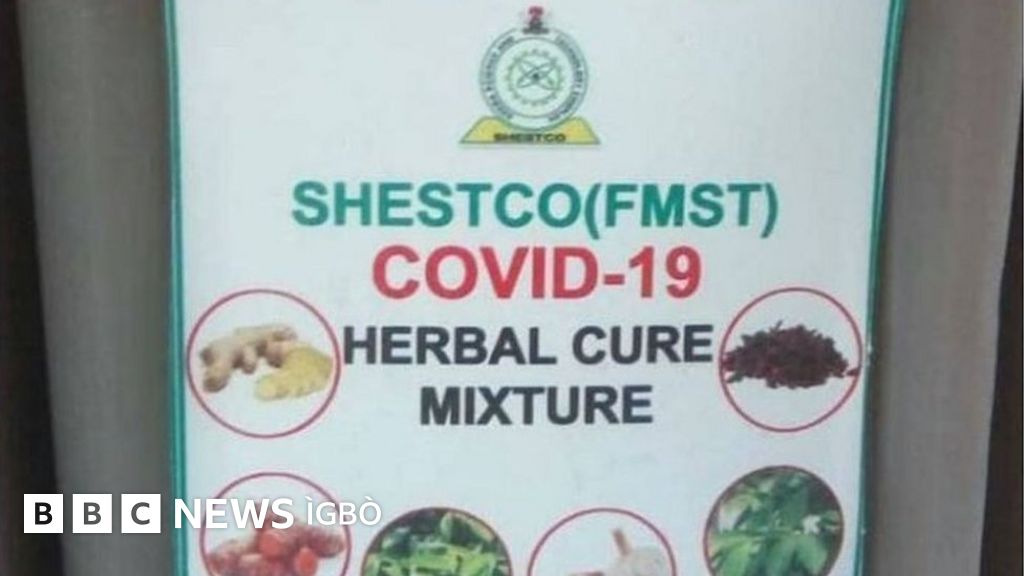 SHESTCO
SHESTCO(FMST)
COVID-19
HERBAL CURE
MIXTURE
BBC NEWS ÌGBÒ